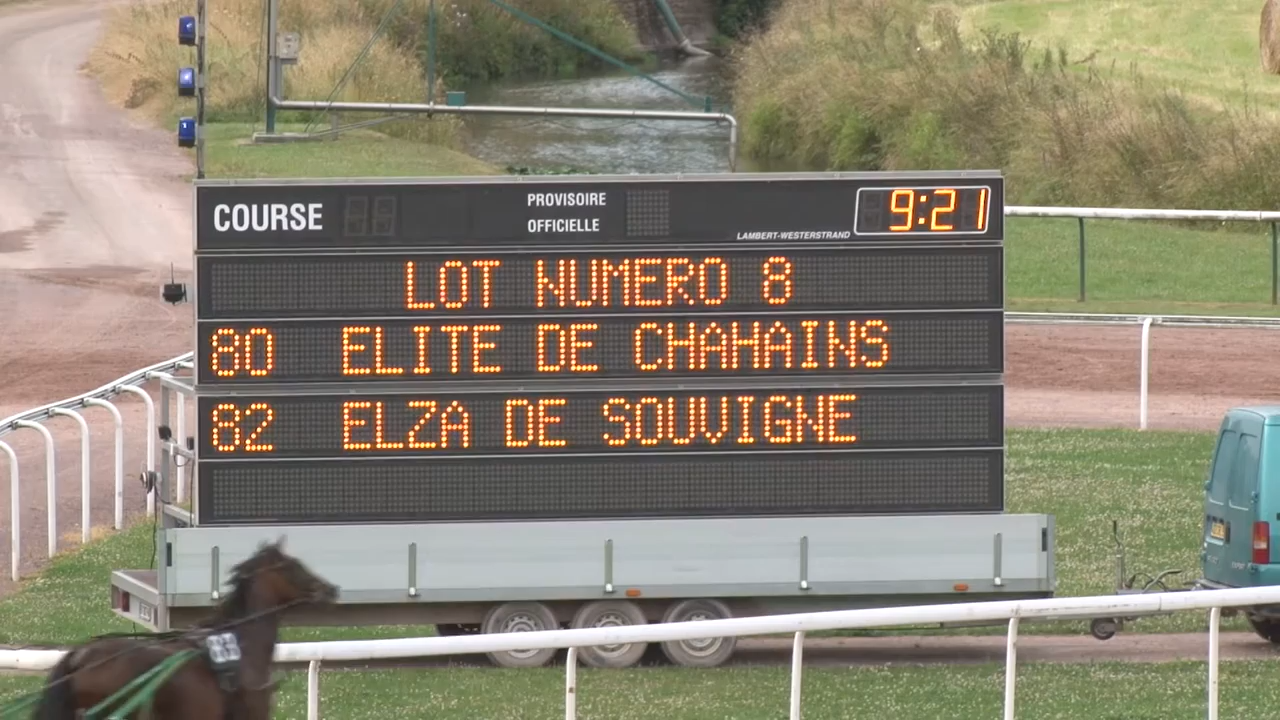 COURSE
PROVISOIRE
OFFICIELLE
LAMBERT-WESTERSTRAND
9:21
LOT NUMERO 8
80 ELITE DE CHAHAINS
82 ELZA DE SOUVIGNE